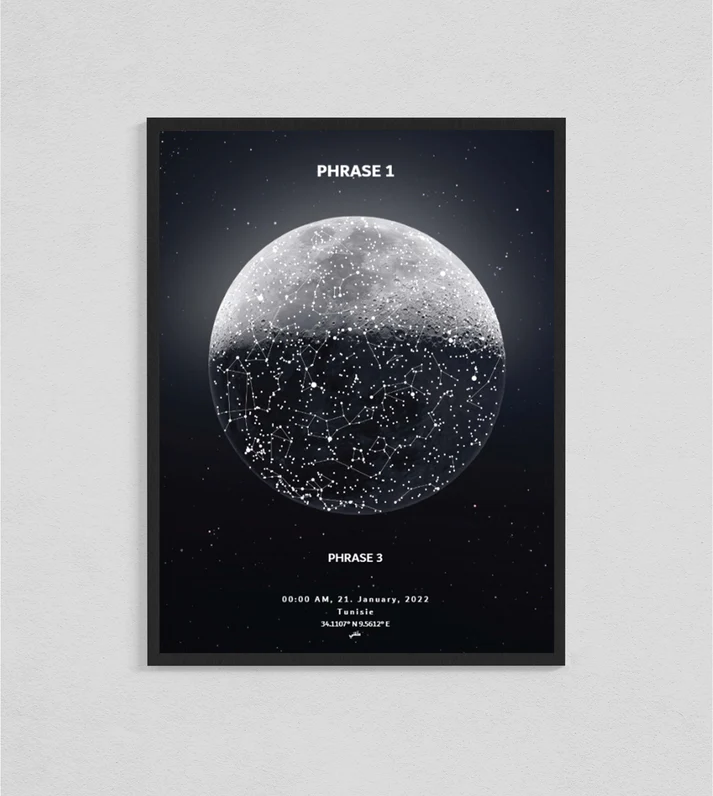 PHRASE 1
PHRASE 3
00:00 AM, 21. January, 2022
Tunisie
34.1107° N 9.5612° E